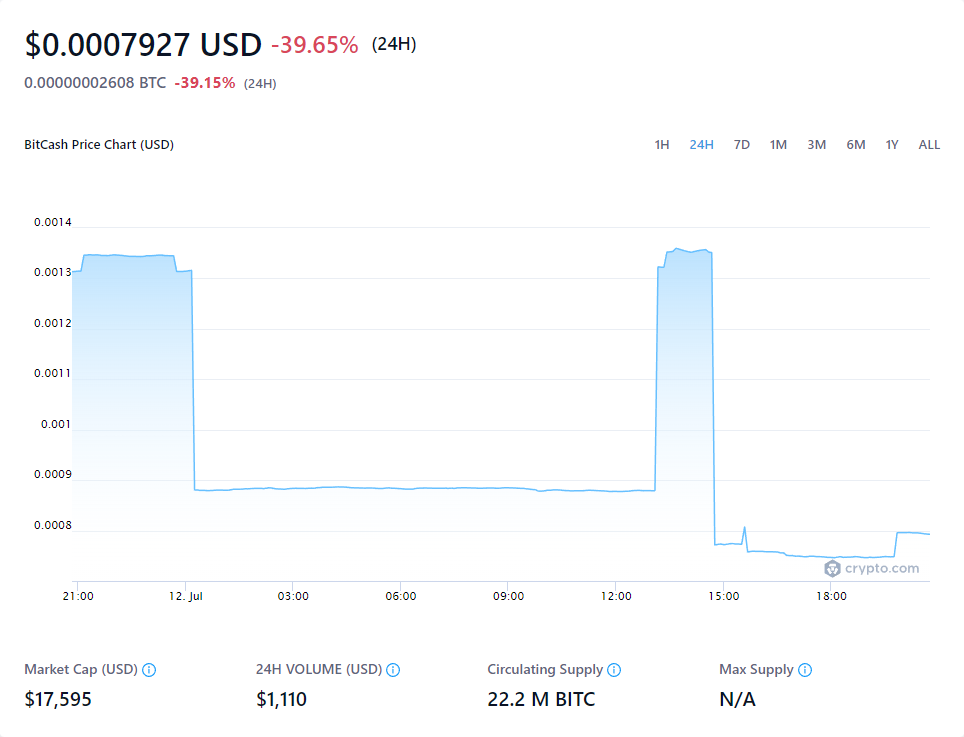 $0.0007927 USD -39.65% (24H)
0.00000002608 BTC -39.15% (24H)
BitCash Price Chart (USD) 1H 24H 7D 1M 3M 6M 1Y ALL
0.0014
0.0013
0.0012
0.0011
0.001
0.0009
0.0008
crypto.com
21:00 12. Jul 03:00 06:00 09:00 12:00 15:00 18:00
Market Cap (USD) 24H VOLUME (USD) Circulating Supply Max Supply
$17,595 $1,110 22.2 M BITC N/A